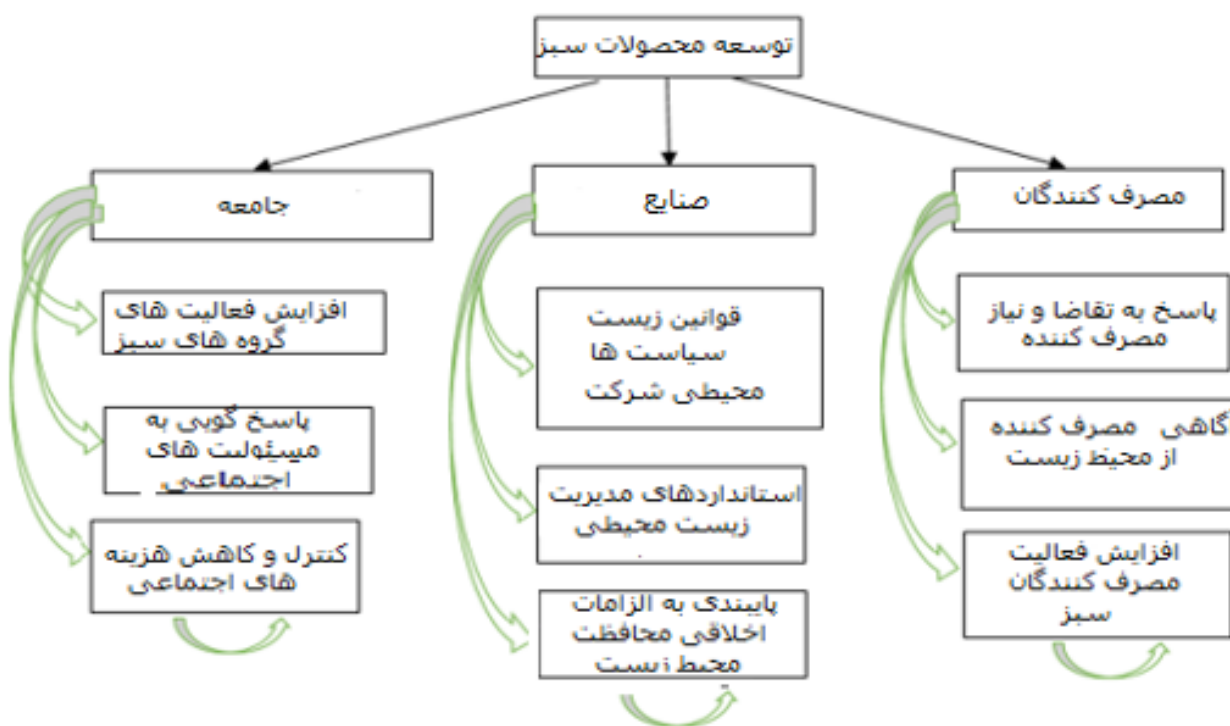 توسعه محصولات سبز
مصرف کنندگان
صنایع
جامعه
پاسخ به تقاضا و نیاز
مصرف کننده
گاهی مصرف کننده
از محیط زیست
افزایش فعالیت
مصرف کنندگان
سبز
قوانین زیست
سیاست ها
محیطی شرکت
استانداردهای مدیریت
زیست محیطی
پایبندی به الزامات
اخلاقی محافظت
محیط زیست
افزایش فعالیت های
گروه های سبز
پاسخ گویی به
مسئولیت های
اجتماعی
کنترل و کاهش هزینه
های اجتماعی